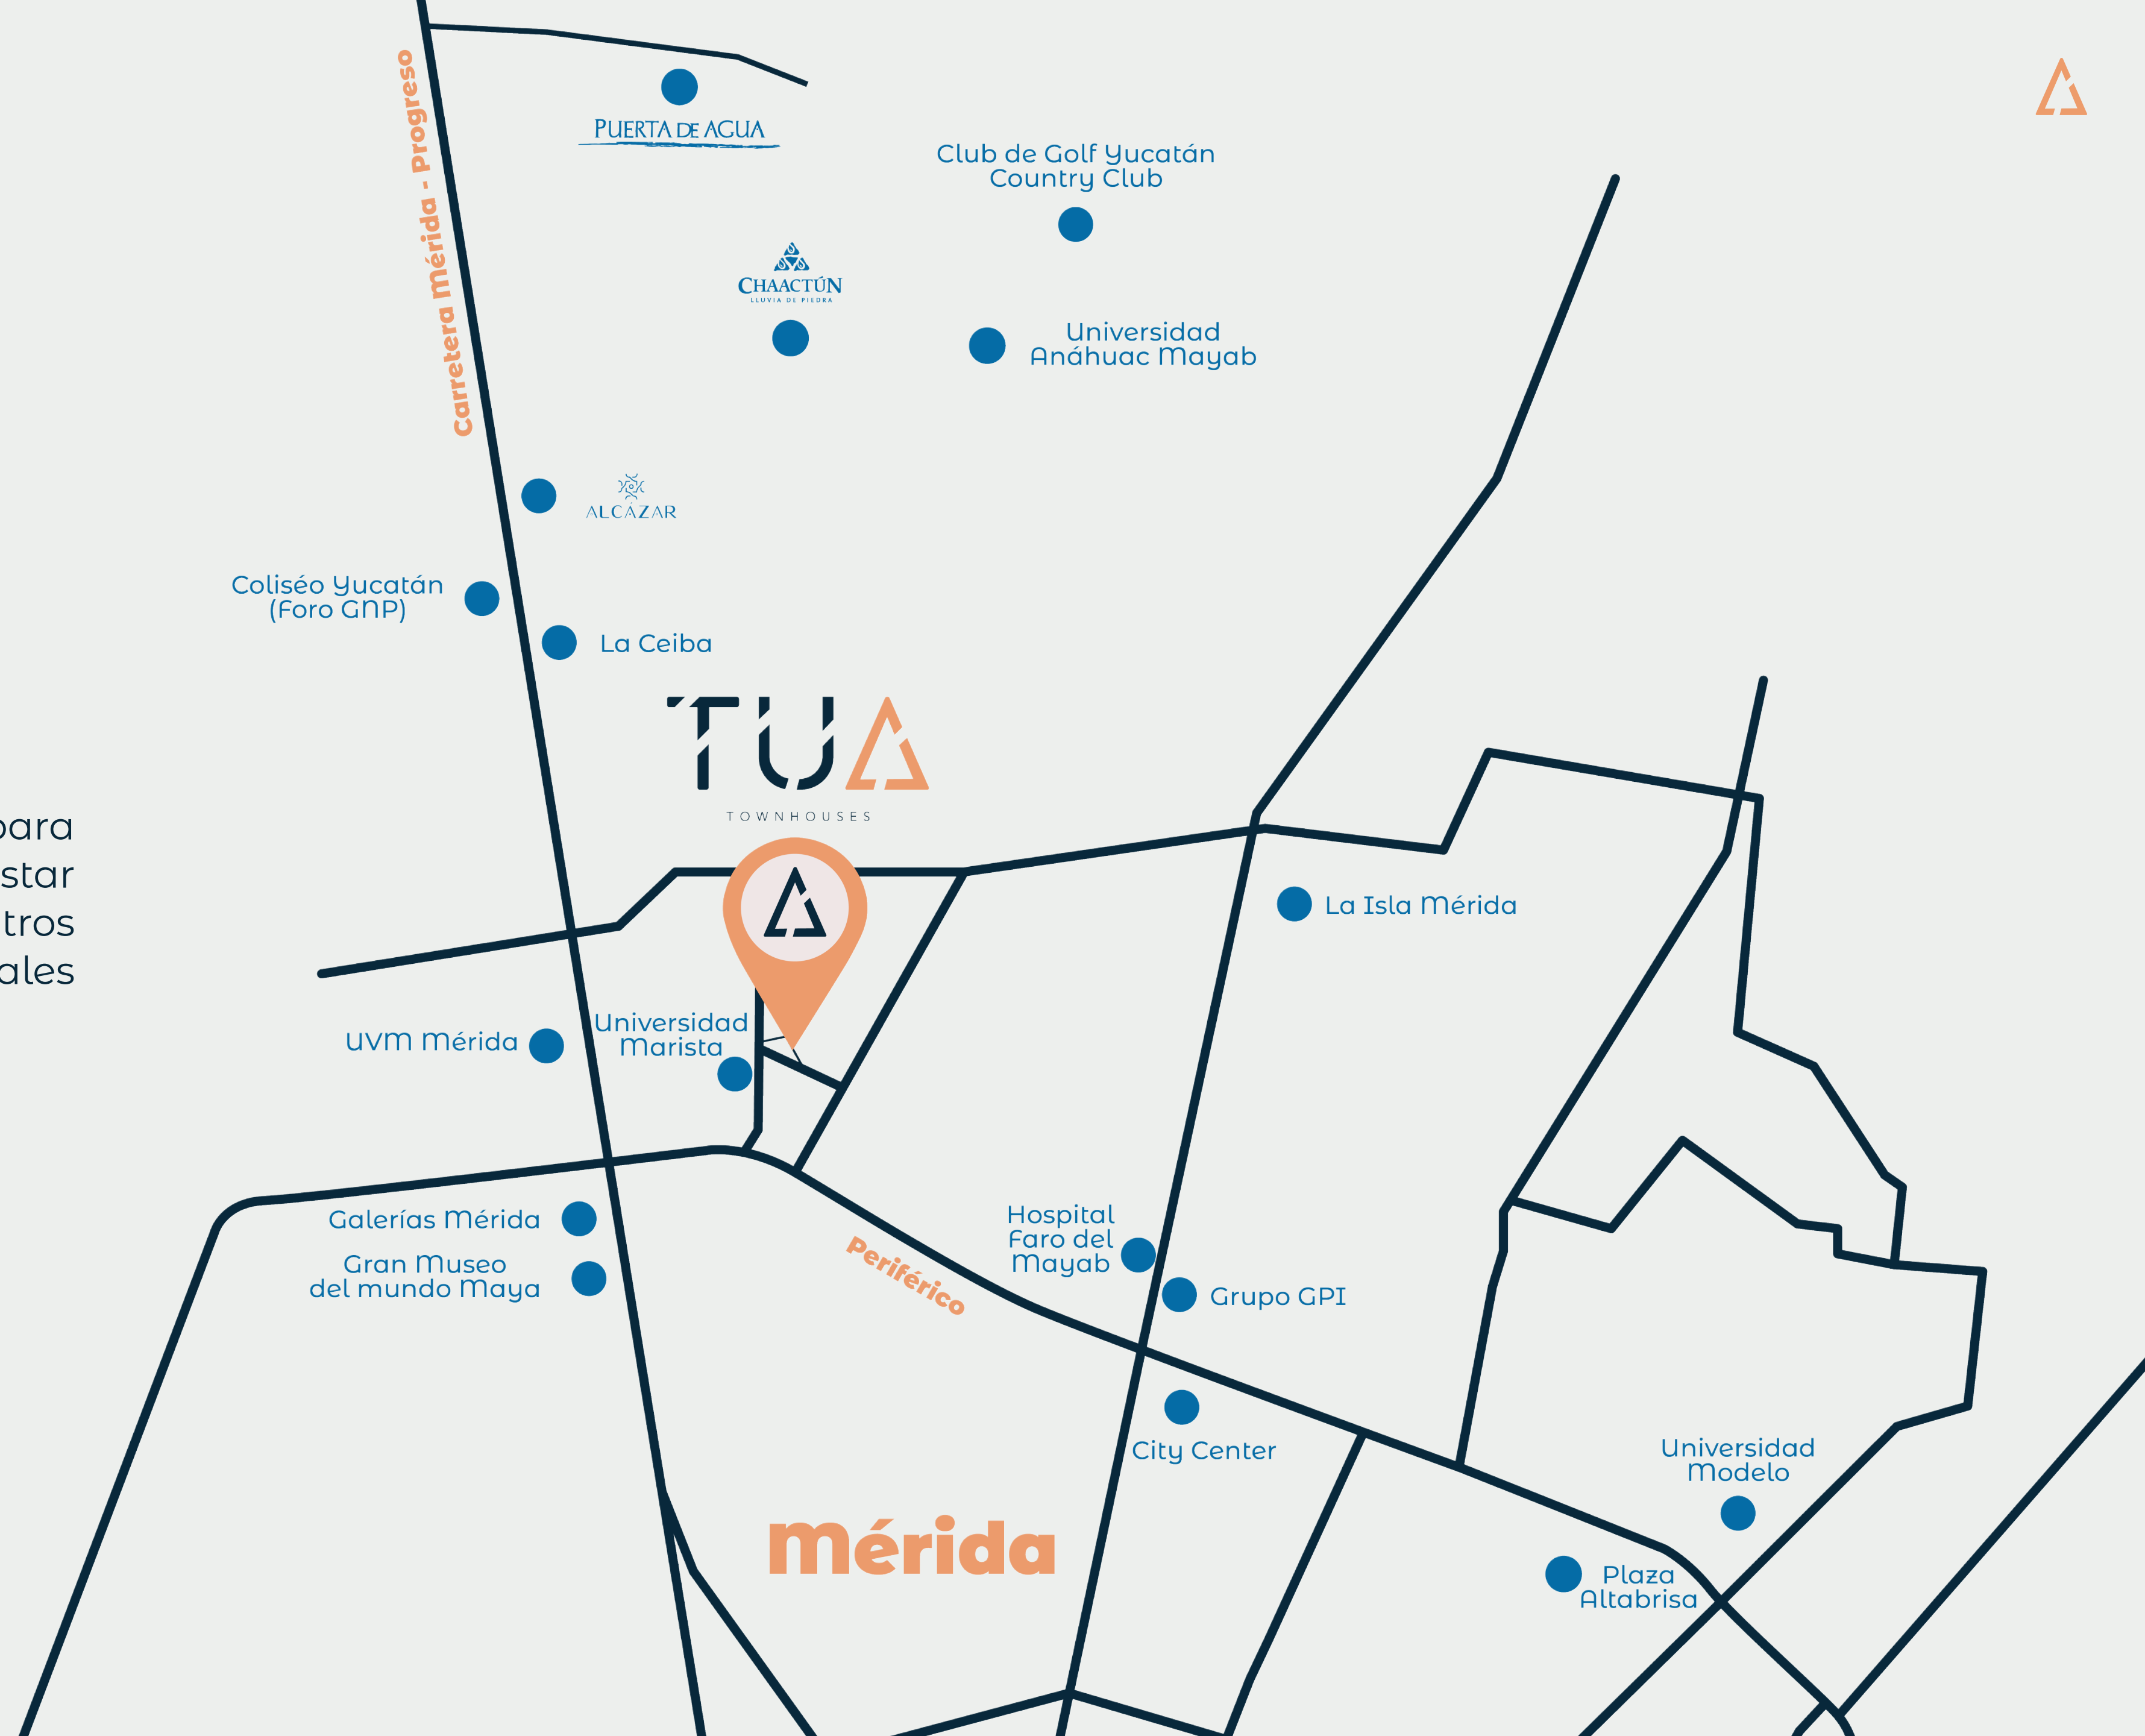 Carretera Mérida - Progreso
PUERTA DE AGUA
Club de Golf Yucatán
Country Club
CHAACTÚN
LLUVIA DE PIEDRA
Universidad
Anáhuac Mayab
ALCÁZAR
Coliséo Yucatán
(Foro GNP)
La Ceiba
TUA
TOWNHOUSES
para
star
tros
ales
La Isla Mérida
UVM Mérida
Universidad
Marista
Galerías Mérida
Gran Museo
del mundo Maya
Periférico
Hospital
Faro del
Mayab
Grupo GPI
City Center
Mérida
Universidad
Modelo
Plaza
Altabrisa